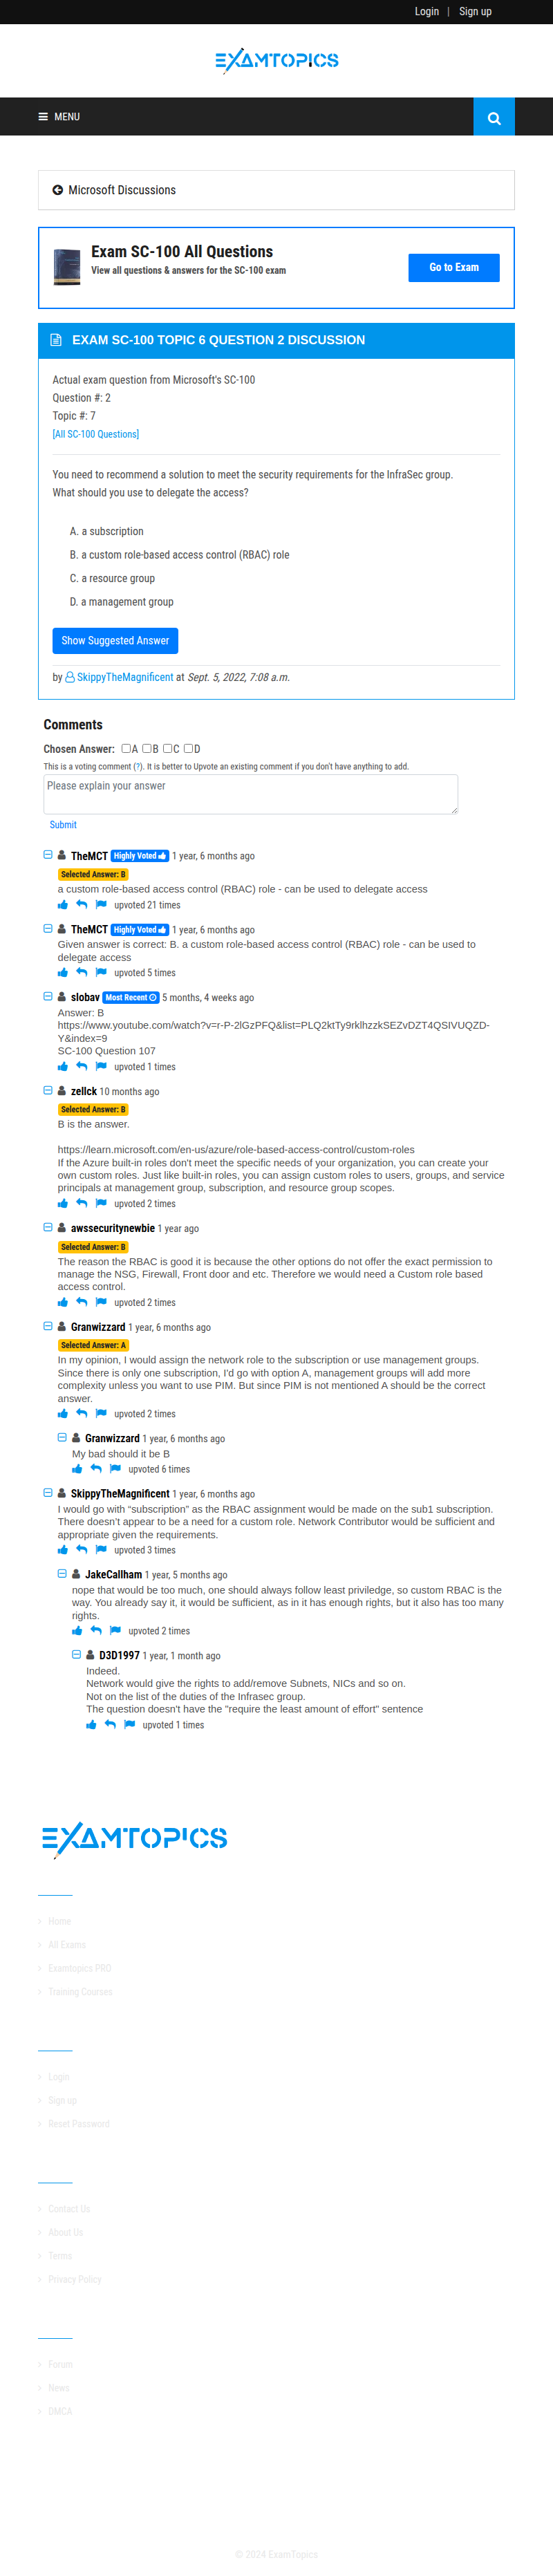 Login | Sign up
EXAMTOPICS
MENU
Microsoft Discussions
Exam SC-100 All Questions
View all questions & answers for the SC-100 exam
Go to Exam
EXAM SC-100 TOPIC 6 QUESTION 2 DISCUSSION
Actual exam question from Microsoft's SC-100
Question #: 2
Topic #: 7
[All SC-100 Questions]
You need to recommend a solution to meet the security requirements for the InfraSec group.
What should you use to delegate the access?
A. a subscription
B. a custom role-based access control (RBAC) role
C. a resource group
D. a management group
Show Suggested Answer
by SkippyTheMagnificent at Sept. 5, 2022, 7:08 a.m.
Comments
Chosen Answer: A B C D
This is a voting comment (?). It is better to Upvote an existing comment if you don't have anything to add.
Please explain your answer
Submit
TheMCT Highly Voted 1 year, 6 months ago
Selected Answer: B
a custom role-based access control (RBAC) role - can be used to delegate access
upvoted 21 times
TheMCT Highly Voted 1 year, 6 months ago
Given answer is correct: B. a custom role-based access control (RBAC) role - can be used to
delegate access
upvoted 5 times
slobav Most Recent 5 months, 4 weeks ago
Answer: B
https://www.youtube.com/watch?v=r-P-2lGzPFQ&list=PLQ2ktTy9rklhzzkSEZvDZT4QSIVUQZD-
Y&index=9
SC-100 Question 107
upvoted 1 times
zellck 10 months ago
Selected Answer: B
B is the answer.
https://learn.microsoft.com/en-us/azure/role-based-access-control/custom-roles
If the Azure built-in roles don't meet the specific needs of your organization, you can create your
own custom roles. Just like built-in roles, you can assign custom roles to users, groups, and service
principals at management group, subscription, and resource group scopes.
upvoted 2 times
awssecuritynewbie 1 year ago
Selected Answer: B
The reason the RBAC is good it is because the other options do not offer the exact permission to
manage the NSG, Firewall, Front door and etc. Therefore we would need a Custom role based
access control.
upvoted 2 times
Granwizzard 1 year, 6 months ago
Selected Answer: A
In my opinion, I would assign the network role to the subscription or use management groups.
Since there is only one subscription, I'd go with option A, management groups will add more
complexity unless you want to use PIM. But since PIM is not mentioned A should be the correct
answer.
upvoted 2 times
Granwizzard 1 year, 6 months ago
My bad should it be B
upvoted 6 times
SkippyTheMagnificent 1 year, 6 months ago
I would go with “subscription” as the RBAC assignment would be made on the sub1 subscription.
There doesn’t appear to be a need for a custom role. Network Contributor would be sufficient and
appropriate given the requirements.
upvoted 3 times
JakeCallham 1 year, 5 months ago
nope that would be too much, one should always follow least priviledge, so custom RBAC is the
way. You already say it, it would be sufficient, as in it has enough rights, but it also has too many
rights.
upvoted 2 times
D3D1997 1 year, 1 month ago
Indeed.
Network would give the rights to add/remove Subnets, NICs and so on.
Not on the list of the duties of the Infrasec group.
The question doesn't have the "require the least amount of effort" sentence
upvoted 1 times
EXAMTOPICS
Home
All Exams
Examtopics PRO
Training Courses
Login
Sign up
Reset Password
Contact Us
About Us
Terms
Privacy Policy
Forum
News
DMCA
© 2024 ExamTopics